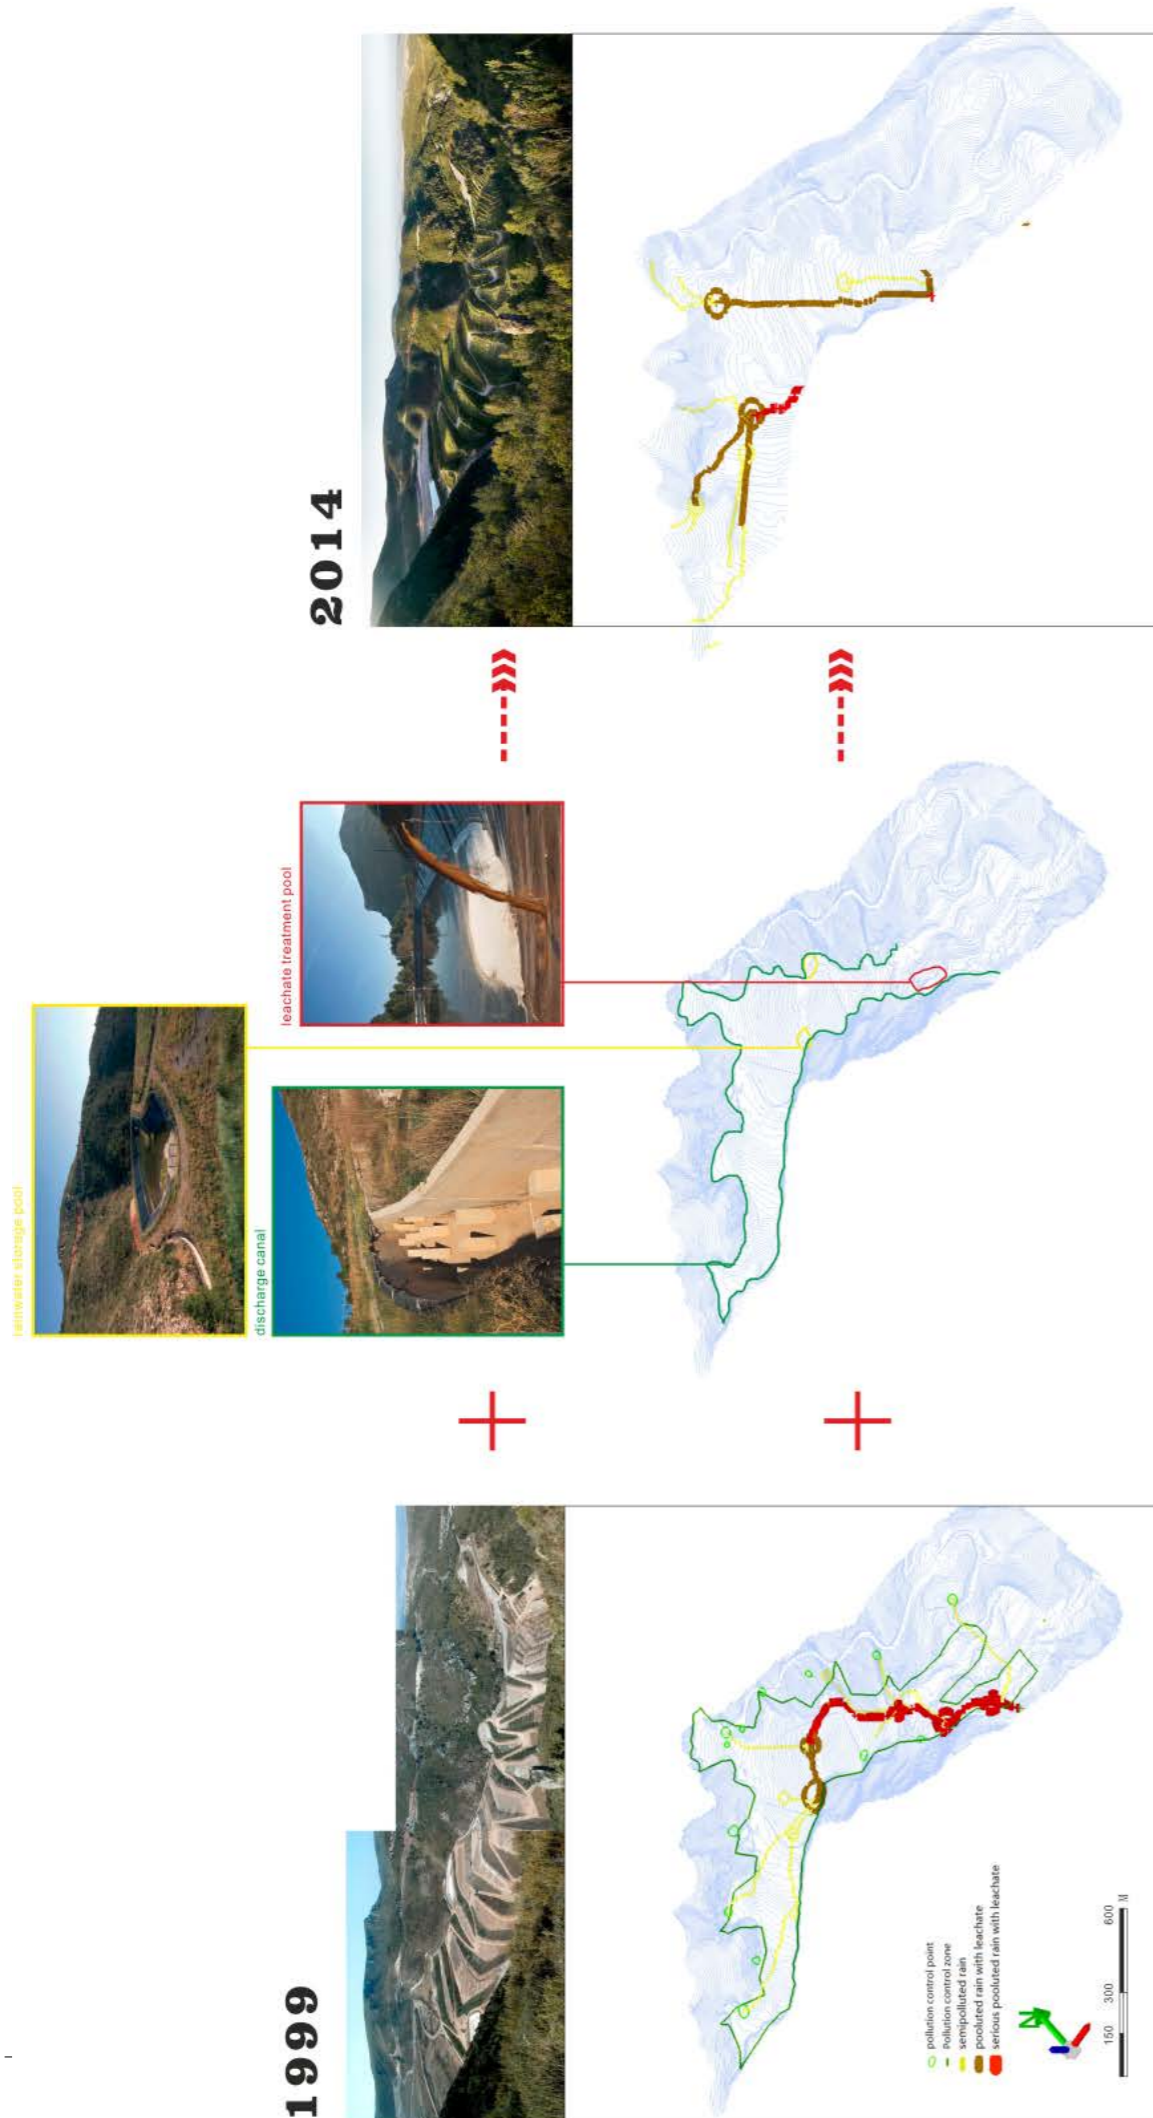 1999
pollution control point
Pollution control zone
semipolluted rain
pooluted rain with leachate
serious pooluted rain with leachate
150 300 600 M
rainwater storage pool
discharge canal
leachate treatment pool
2014